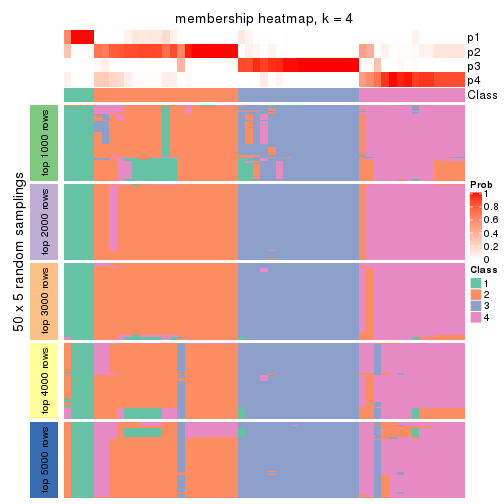 membership heatmap, k = 4
p1
p2
p3
p4
Class
50 x 5 random samplings
top 1000 rows
top 2000 rows
top 3000 rows
top 4000 rows
top 5000 rows
Prob
1
0.8
0.6
0.4
0.2
0
Class
1
2
3
4